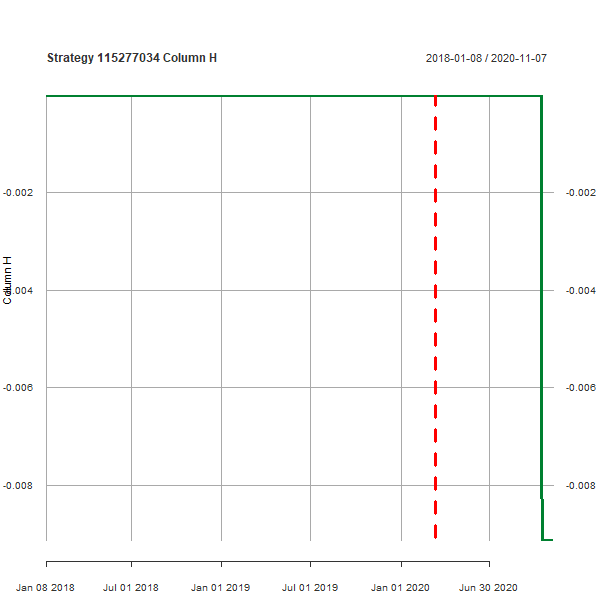 Strategy 115277034 Column H
2018-01-08 / 2020-11-07
-0.002
-0.002
Column H
-0.004
-0.004
-0.006
-0.006
-0.008
-0.008
Jan 08 2018
Jul 01 2018
Jan 01 2019
Jul 01 2019
Jan 01 2020
Jun 30 2020